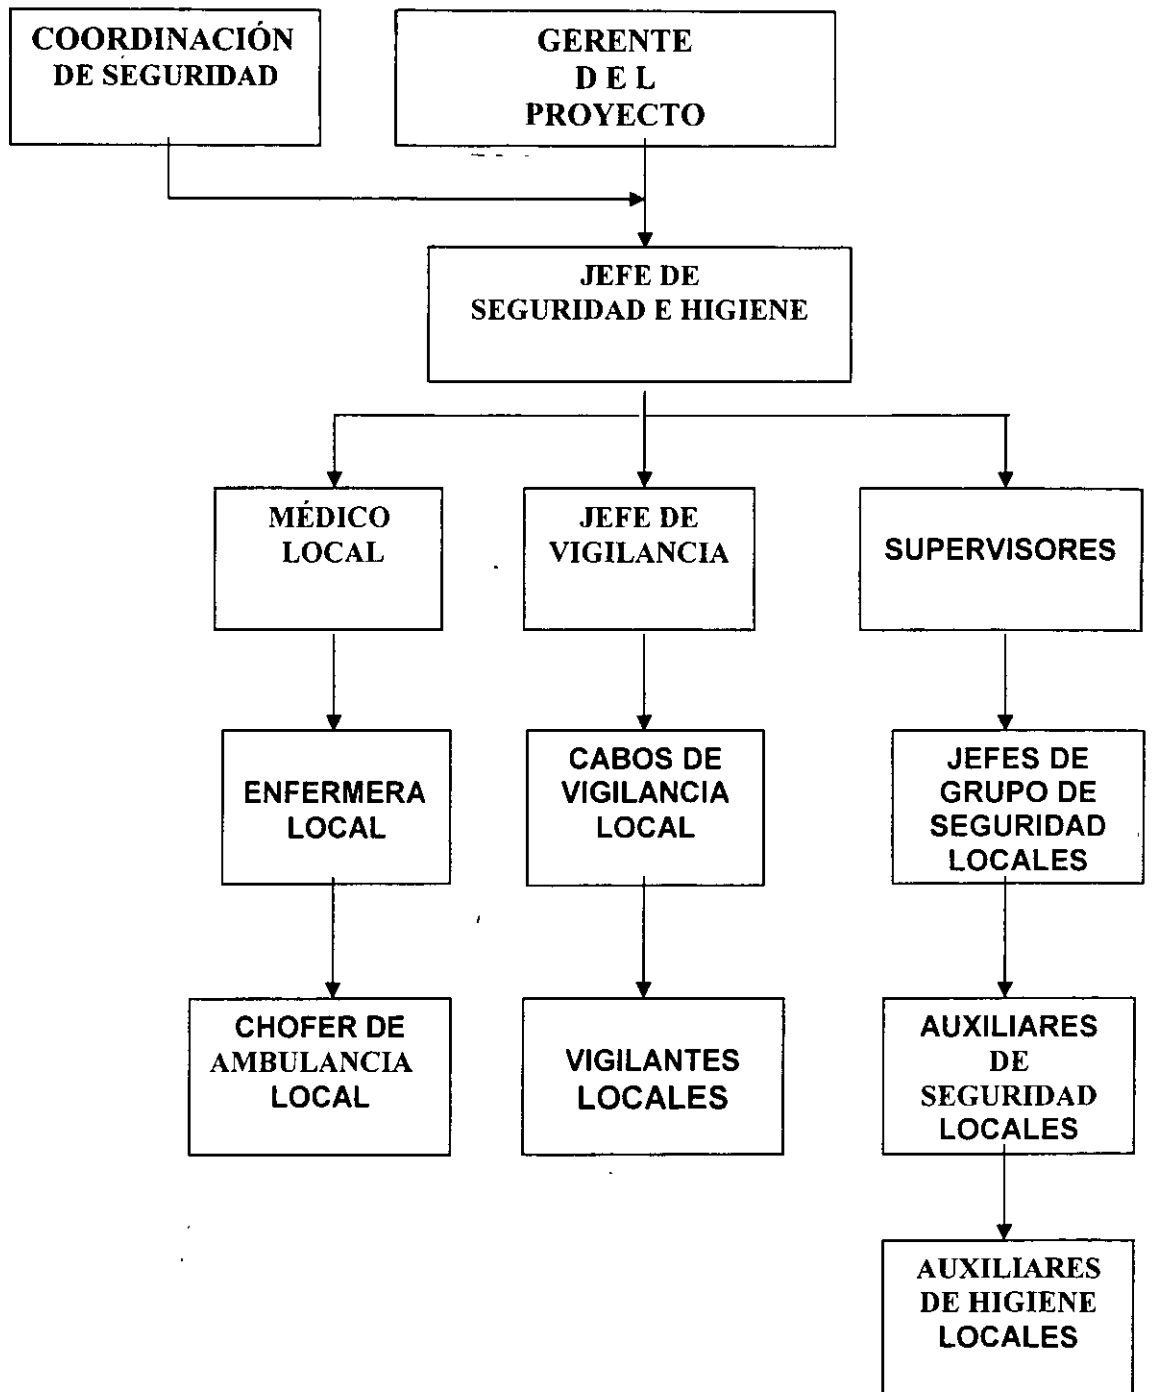 COORDINACIÓN
DE SEGURIDAD
GERENTE
D E L
PROYECTO
JEFE DE
SEGURIDAD E HIGIENE
MÉDICO
LOCAL
JEFE DE
VIGILANCIA
SUPERVISORES
ENFERMERA
LOCAL
CABOS DE
VIGILANCIA
LOCAL
JEFES DE
GRUPO DE
SEGURIDAD
LOCALES
CHOFER DE
AMBULANCIA
LOCAL
VIGILANTES
LOCALES
AUXILIARES
DE
SEGURIDAD
LOCALES
AUXILIARES
DE HIGIENE
LOCALES